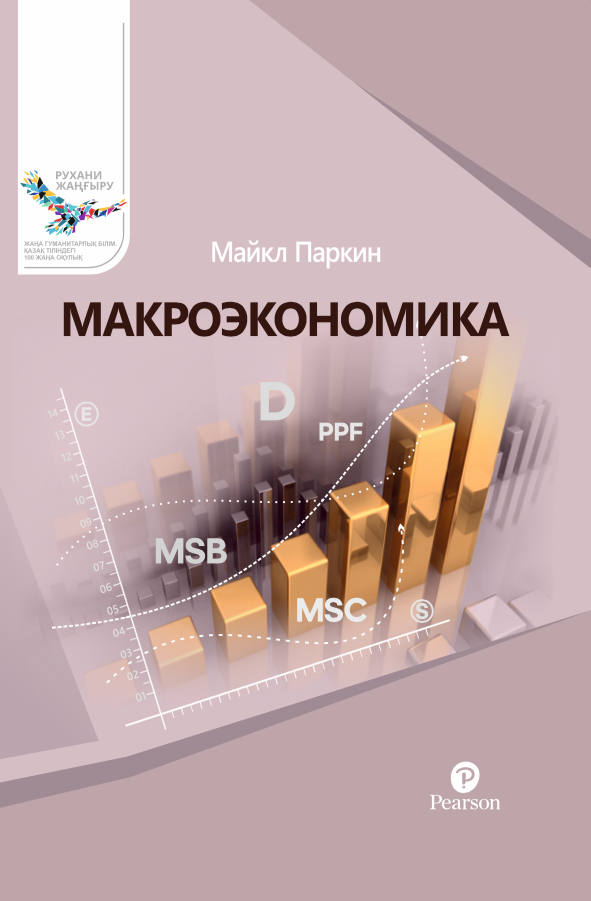 РУХАНИ
ЖАҢҒЫРУ
ЖАҢА ГУМАНИТАРЛЫҚ БІЛІМ.
ҚАЗАҚ ТІЛІНДЕГІ
100 ЖАҢА ОҚУЛЫҚ
Майкл Паркин
МАКРОЭКОНОМИКА
E
D
PPF
14
13
12
11
10
09
08
07
06
05
04
03
02
01
MSB
MSC
S
Pearson